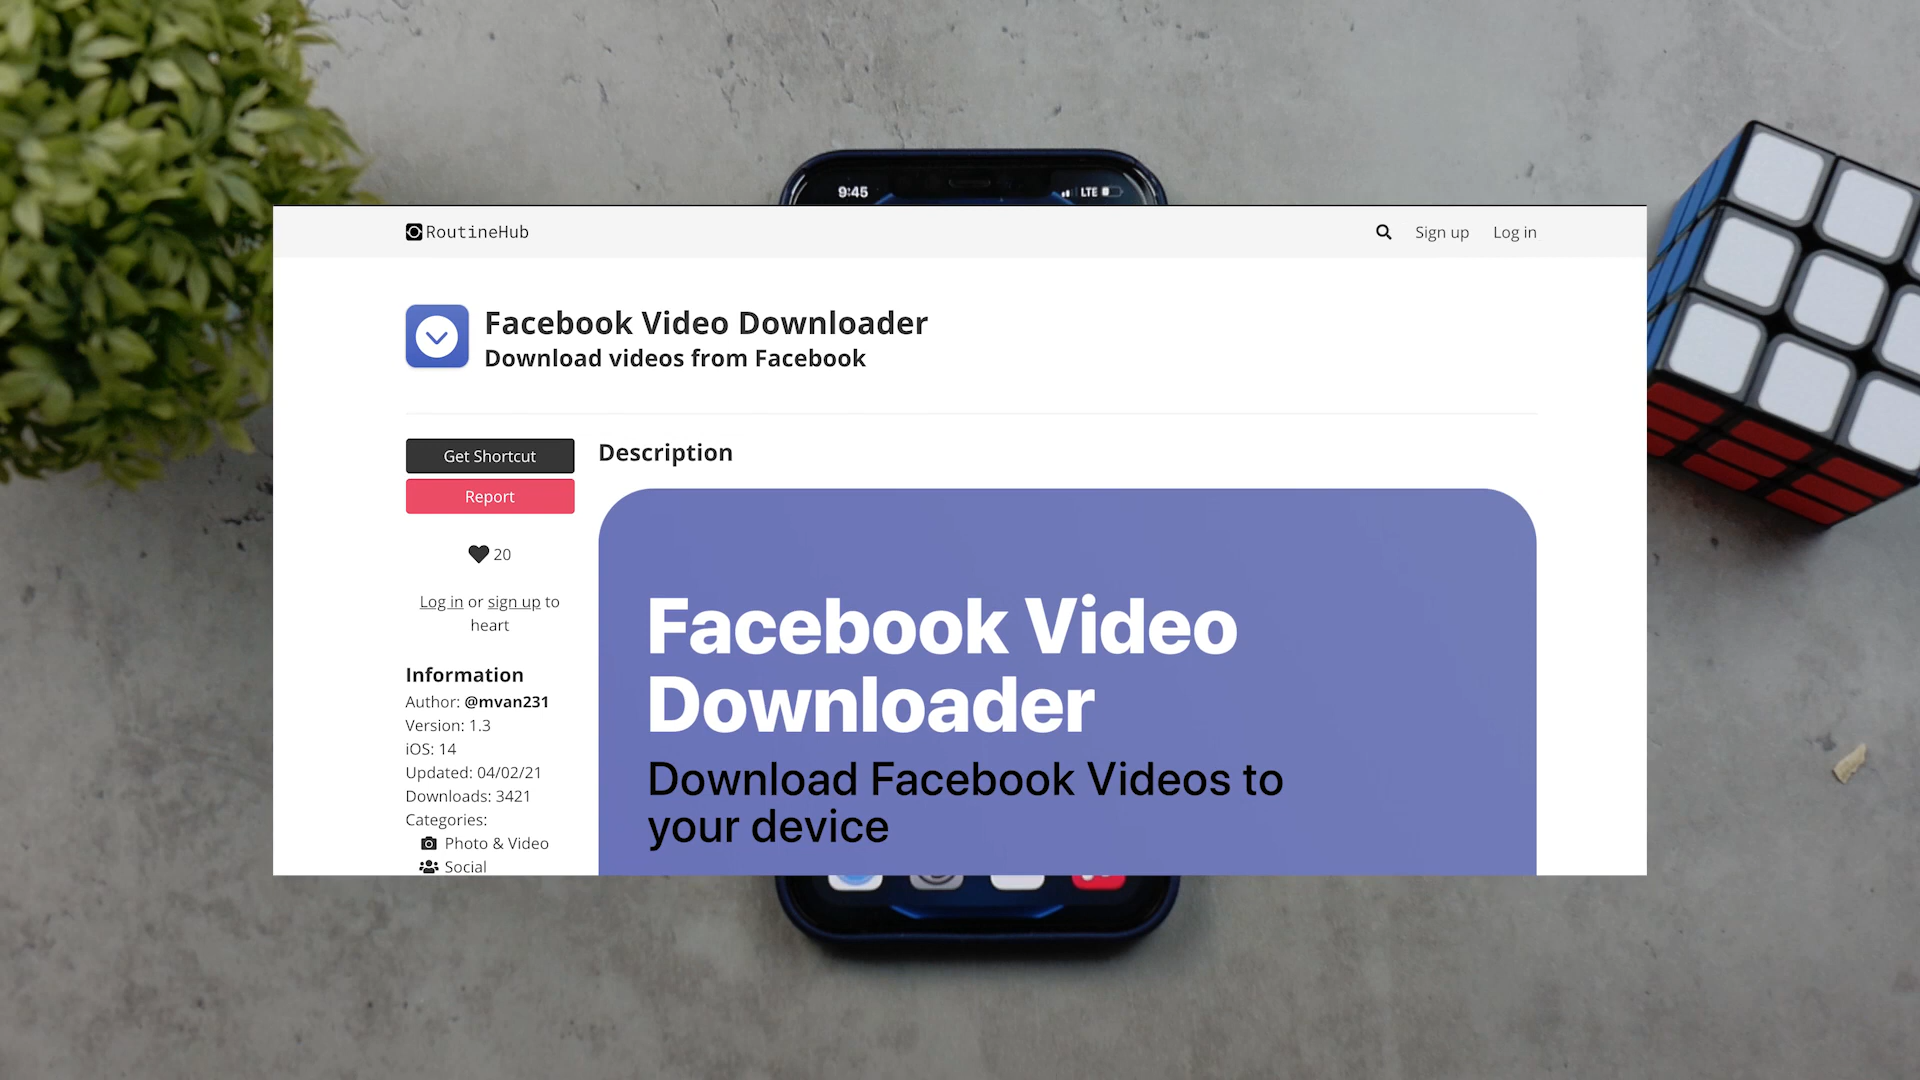 9:45
LTE
RoutineHub
Sign up
Log in
Facebook Video Downloader
Download videos from Facebook
Get Shortcut
Report
20
Log in or sign up to
heart
Information
Author: @mvan231
Version: 1.3
iOS: 14
Updated: 04/02/21
Downloads: 3421
Categories:
Photo & Video
Social
Description
Facebook Video
Downloader
Download Facebook Videos to
your device